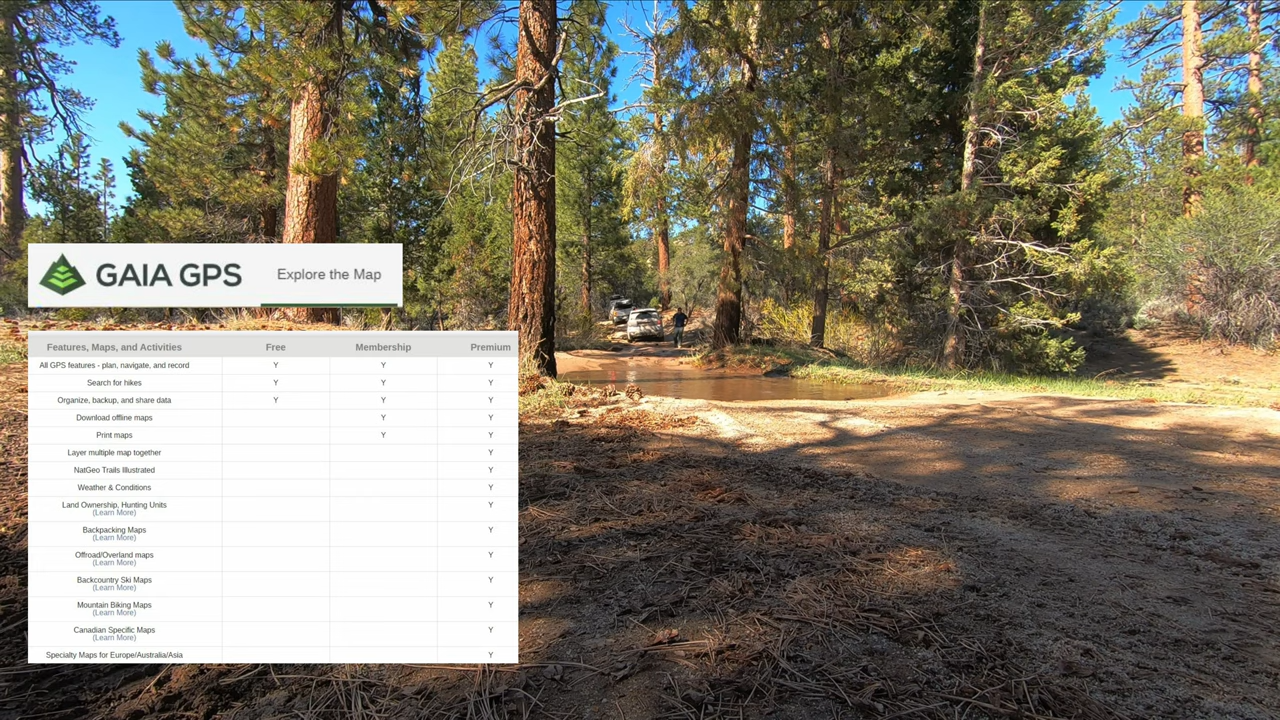 GAIA GPS Explore the Map
Features, Maps, and Activities Free Membership Premium
All GPS features - plan, navigate, and record Y Y Y
Search for hikes Y Y Y
Organize, backup, and share data Y Y Y
Download offline maps Y Y
Print maps Y Y
Layer multiple map together Y
NatGeo Trails Illustrated Y
Weather & Conditions Y
Land Ownership, Hunting Units Y
(Learn More)
Backpacking Maps Y
(Learn More)
Offroad/Overland maps Y
(Learn More)
Backcountry Ski Maps Y
(Learn More)
Mountain Biking Maps Y
(Learn More)
Canadian Specific Maps Y
(Learn More)
Specialty Maps for Europe/Australia/Asia Y